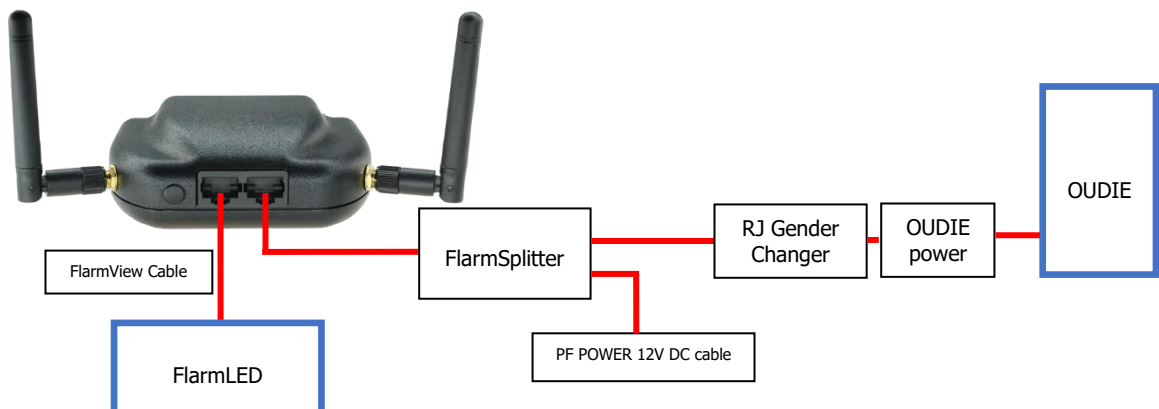 OUDIE
RJ Gender
Changer
OUDIE
power
FlarmSplitter
FlarmView Cable
PF POWER 12V DC cable
FlarmLED